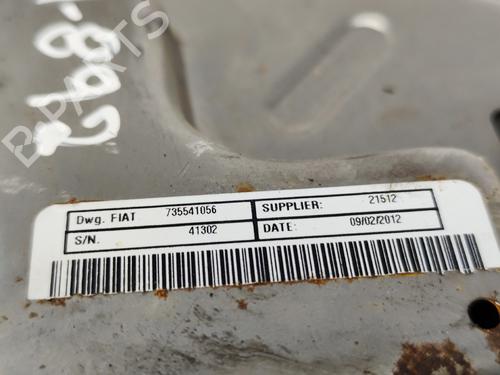 B-PARTS
Dwg. FIAT 735541056 SUPPLIER: 21512
S/N. 41302 DATE: 09/02/2012